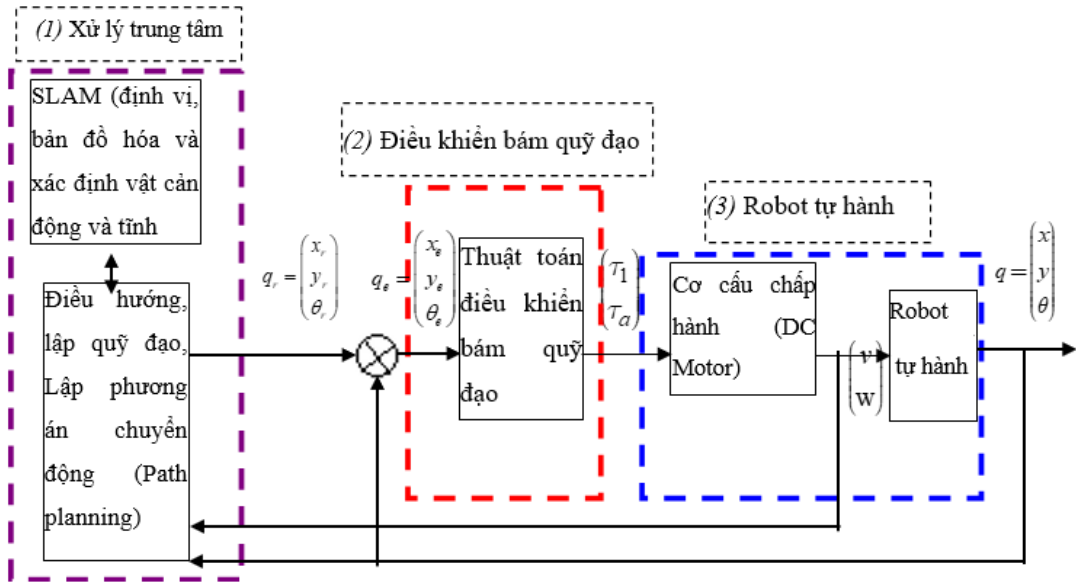 (1) Xử lý trung tâm
SLAM (định vị,
bản đồ hóa và
xác định vật cản
động và tĩnh
Điều hướng,
lập quỹ đạo,
Lập phương
án chuyển
động (Path
planning)
q_r = (x_r
y_r
θ_r)
(2) Điều khiển bám quỹ đạo
q_e = (x_e
y_e
θ_e)
Thuật toán
điều khiển
bám quỹ
đạo
(τ_1
τ_a)
(3) Robot tự hành
Cơ cấu chấp
hành (DC
Motor)
(v
w)
Robot
tự hành
q = (x
y
θ)